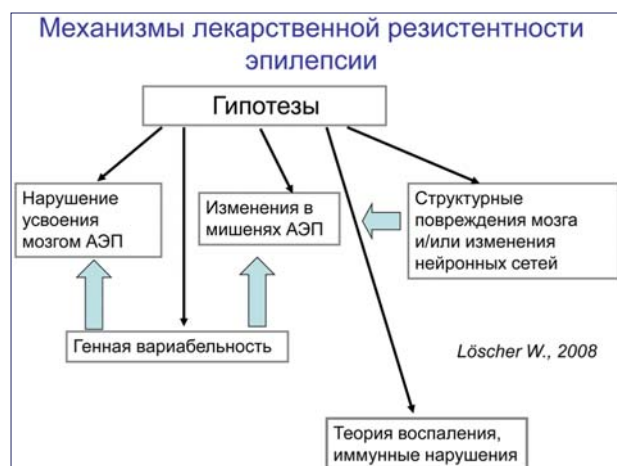 Механизмы лекарственной резистентности
эпилепсии
Гипотезы
Нарушение
усвоения
мозгом АЭП
Изменения в
мишенях АЭП
Структурные
повреждения мозга
и/или изменения
нейронных сетей
Генная вариабельность
Löscher W., 2008
Теория воспаления,
иммунные нарушения